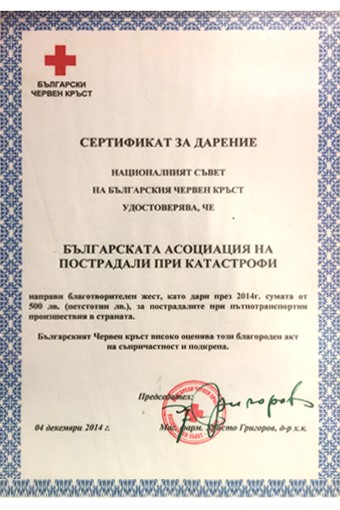 БЪЛГАРСКИ
ЧЕРВЕН КРЪСТ
СЕРТИФИКАТ ЗА ДАРЕНИЕ
НАЦИОНАЛНИЯТ СЪВЕТ
НА БЪЛГАРСКИЯ ЧЕРВЕН КРЪСТ
УДОСТОВЕРЯВА, ЧЕ
БЪЛГАРСКАТА АСОЦИАЦИЯ НА
ПОСТРАДАЛИ ПРИ КАТАСТРОФИ
направи благотворителен жест, като дари през 2014г. сумата от
500 лв. (петстотин лв.), за пострадалите при пътнотранспортни
произшествия в страната.
Българският Червен кръст високо оценява този благороден акт
на съпричастност и подкрепа.
Председател:
04 декември 2014 г.
Маг. фарм. Христо Григоров, д-р х.к.